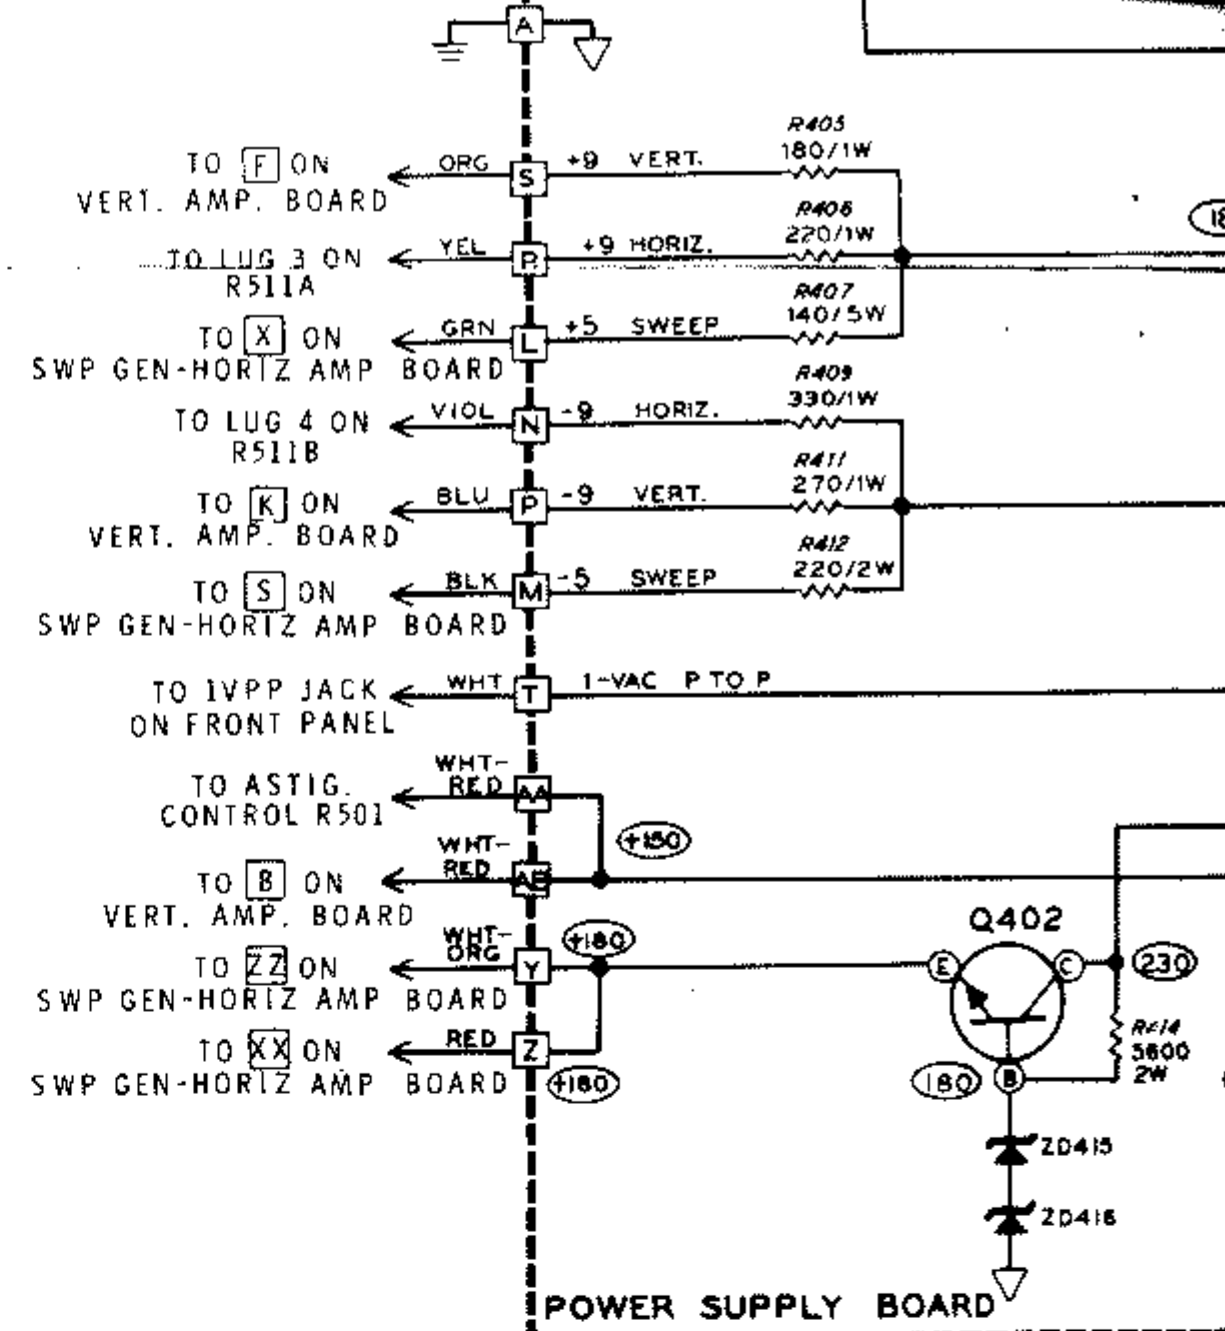 A
R405
180/1W
TO F ON
VERT. AMP. BOARD
ORG
S
+9 VERT.
R406
220/1W
TO LUG 3 ON
R511A
YEL
R
+9 HORIZ.
R407
140/5W
TO X ON
SWP GEN-HORIZ AMP BOARD
GRN
L
+5 SWEEP
R409
330/1W
TO LUG 4 ON
R511B
VIOL
N
-9 HORIZ.
R411
270/1W
TO K ON
VERT. AMP. BOARD
BLU
P
-9 VERT.
R412
220/2W
TO S ON
SWP GEN-HORIZ AMP BOARD
BLK
M
-5 SWEEP
TO 1VPP JACK
ON FRONT PANEL
WHT
T
1-VAC P TO P
TO ASTIG.
CONTROL R501
WHT-
RED
AA
+150
TO B ON
VERT. AMP. BOARD
WHT-
RED
AB
TO ZZ ON
SWP GEN-HORIZ AMP BOARD
WHT-
ORG
Y
+180
Q402
E
C
230
TO XX ON
SWP GEN-HORIZ AMP BOARD
RED
Z
+180
R414
5600
2W
180
B
ZD415
ZD416
POWER SUPPLY BOARD